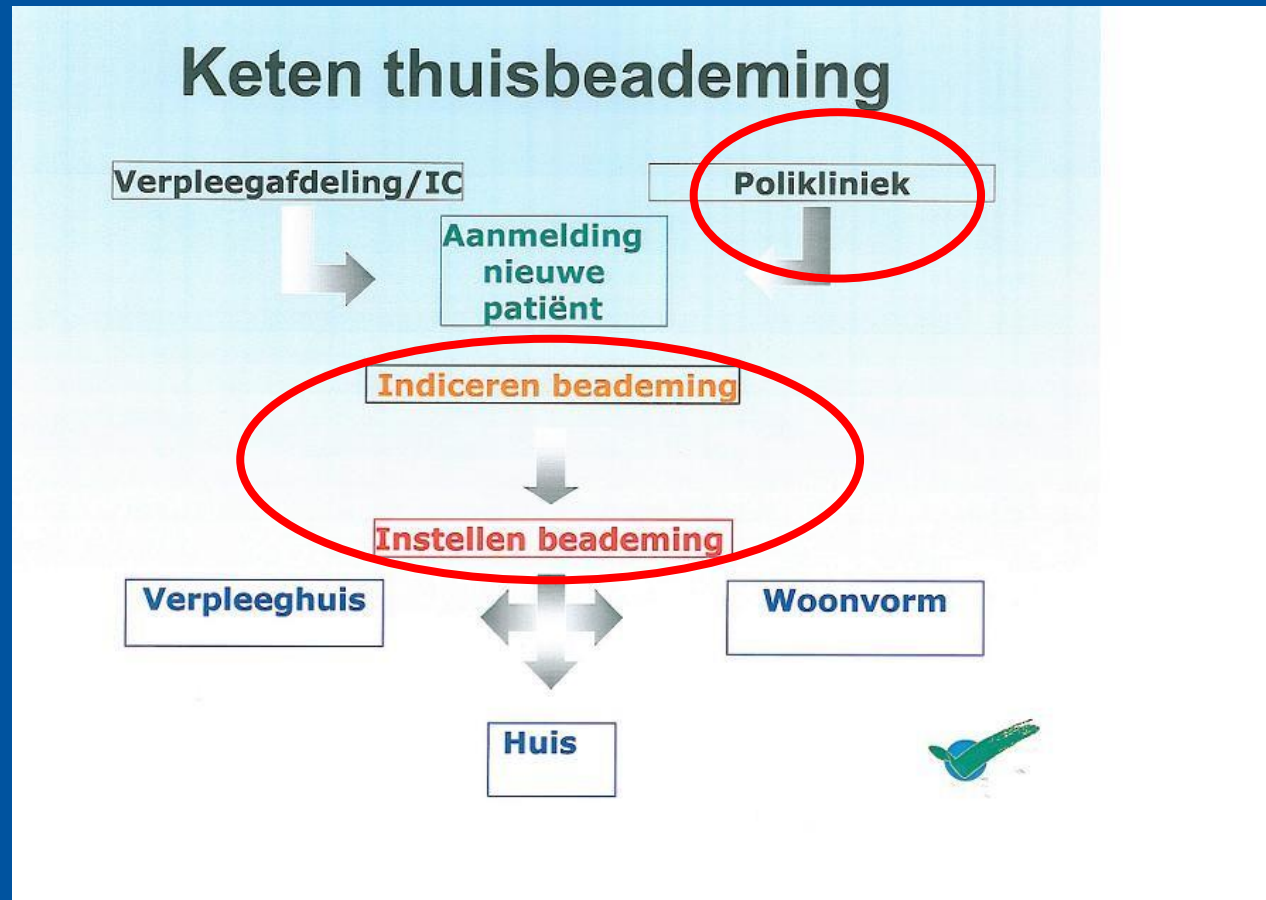 Keten thuisbeademing
Verpleegafdeling/IC
Polikliniek
Aanmelding
nieuwe
patiënt
Indiceren beademing
Instellen beademing
Verpleeghuis
Woonvorm
Huis